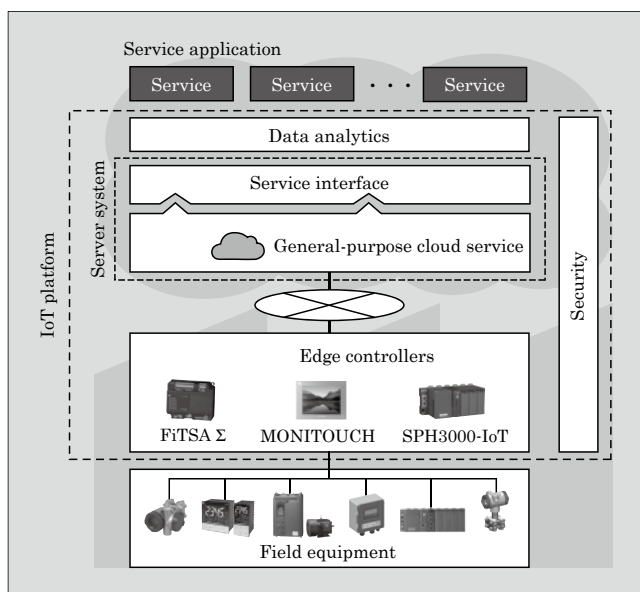 Service application
Service Service · · · Service
Data analytics
Service interface
General-purpose cloud service
Server system
IoT platform
Security
Edge controllers
FiTSA Σ MONITOUCH SPH3000-IoT
Field equipment